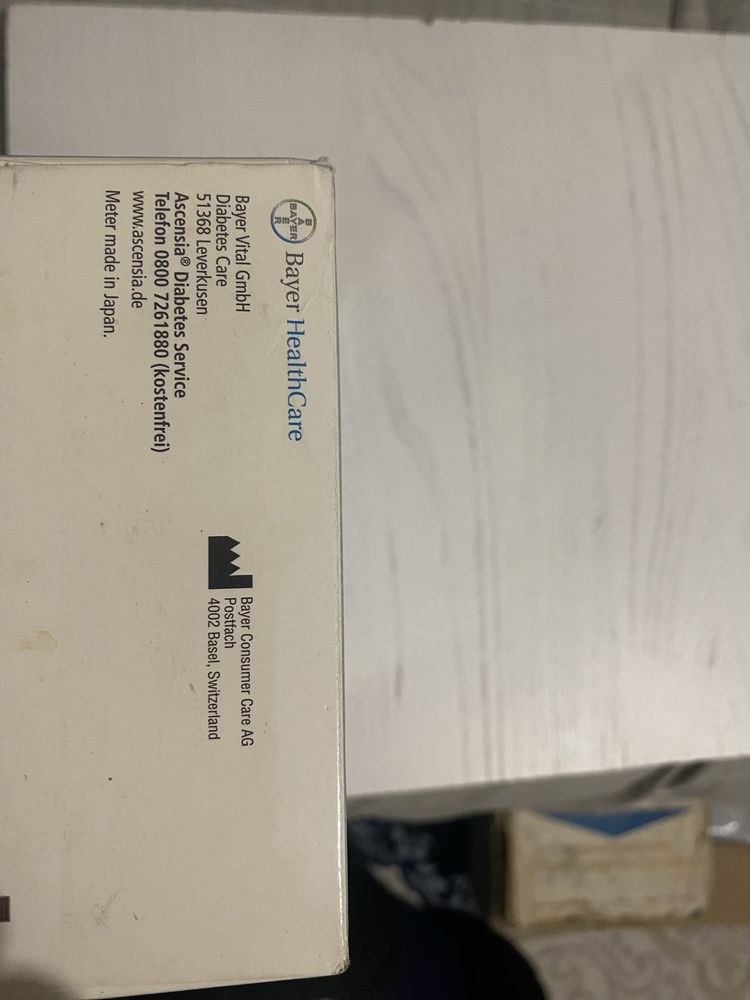 BAYER
BAYER
Bayer HealthCare
Bayer Vital GmbH
Diabetes Care
51368 Leverkusen
Ascensia® Diabetes Service
Telefon 0800 7261880 (kostenfrei)
www.ascensia.de
Meter made in Japan.
Bayer Consumer Care AG
Postfach
4002 Basel, Switzerland